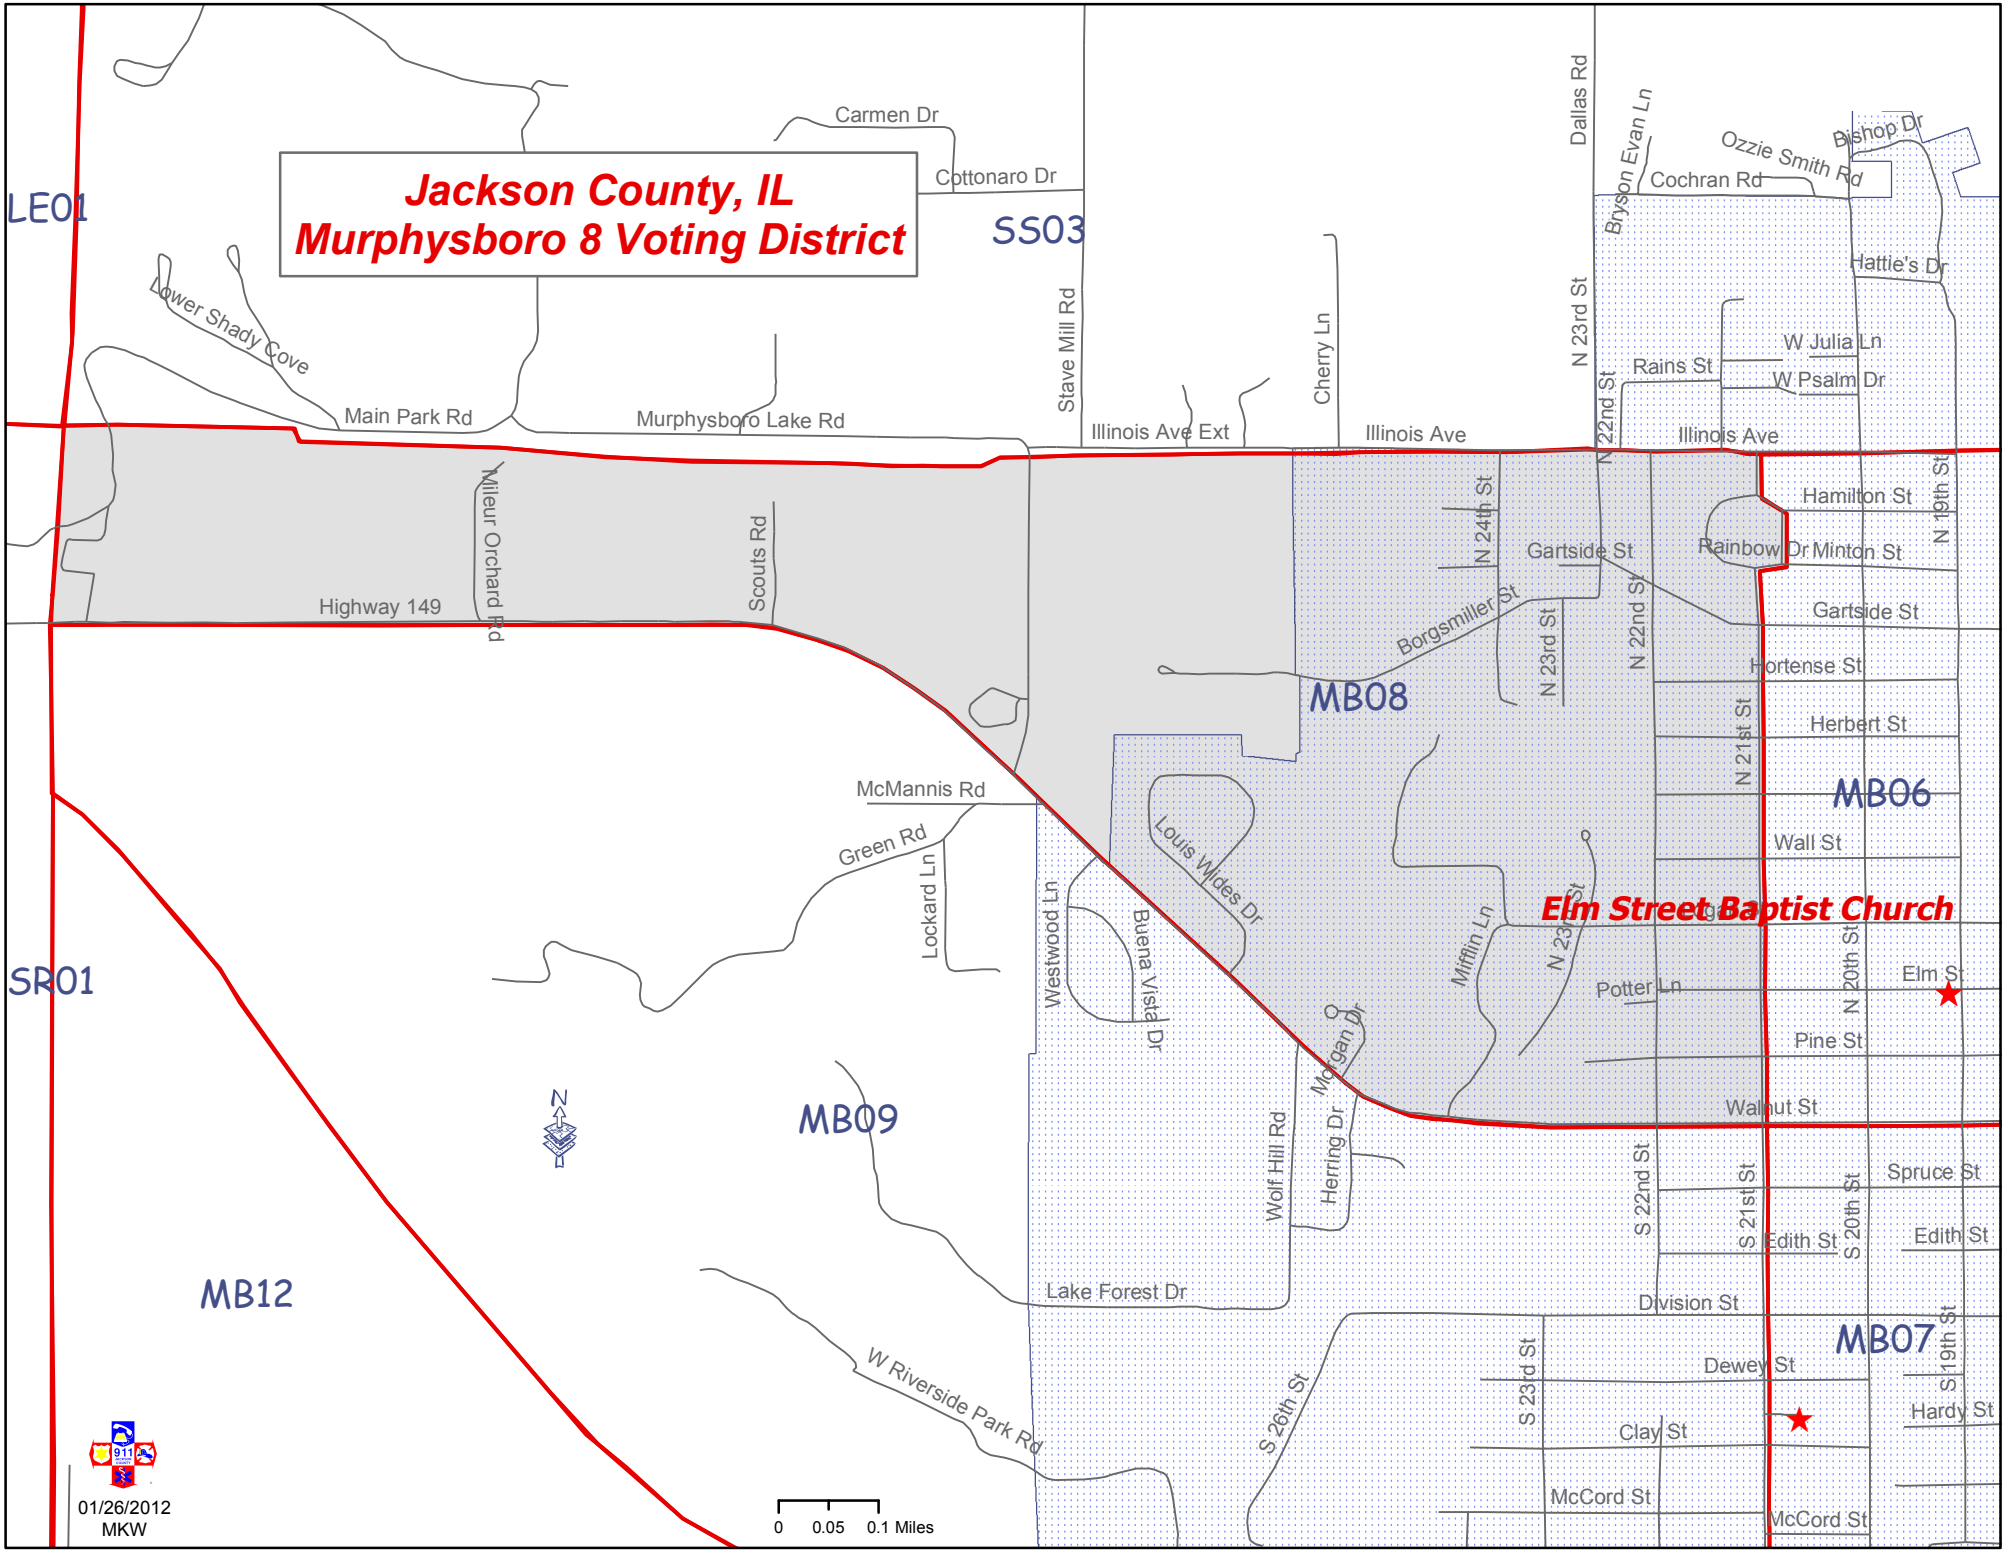 Jackson County, IL
Murphysboro 8 Voting District
LE01
SS03
Carmen Dr
Cottonaro Dr
Dallas Rd
Bryson Evan Ln
Ozzie Smith Rd
Bishop Dr
Cochran Rd
Hattie's Dr
Lower Shady Cove
Stave Mill Rd
Cherry Ln
N 23rd St
N 22nd St
W Julia Ln
Rains St
W Psalm Dr
Main Park Rd
Murphysboro Lake Rd
Illinois Ave Ext
Illinois Ave
Illinois Ave
Mileur Orchard Rd
Scouts Rd
Highway 149
N 24th St
Hamilton St
N 19th St
Gartside St
Rainbow Dr
Minton St
Borgsmiller St
N 23rd St
N 22nd St
Gartside St
Hortense St
MB08
N 21st St
Herbert St
MB06
McMannis Rd
Green Rd
Lockard Ln
Louis Wides Dr
Wall St
Elm Street Baptist Church
Westwood Ln
Buena Vista Dr
Mifflin Ln
N 23rd St
N 20th St
Elm St
Potter Ln
SR01
Morgan Dr
Pine St
Walnut St
N
MB09
Wolf Hill Rd
Herring Dr
S 22nd St
S 21st St
S 20th St
Spruce St
Edith St
Edith St
MB12
Lake Forest Dr
Division St
MB07
S 19th St
W Riverside Park Rd
S 26th St
S 23rd St
Dewey St
Hardy St
Clay St
McCord St
McCord St
911
JACKSON
COUNTY
01/26/2012
MKW
0 0.05 0.1 Miles